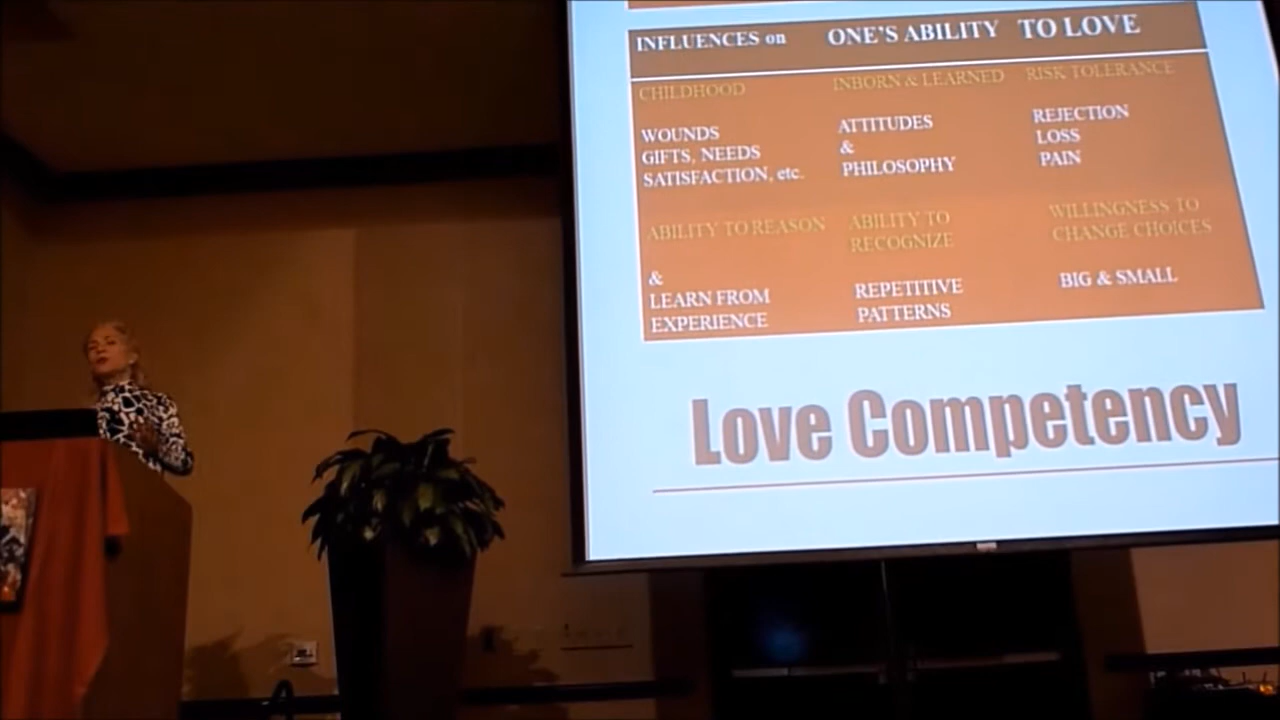 INFLUENCES on ONE'S ABILITY TO LOVE
CHILDHOOD
WOUNDS
GIFTS, NEEDS
SATISFACTION, etc.
INBORN & LEARNED
ATTITUDES
&
PHILOSOPHY
RISK TOLERANCE
REJECTION
LOSS
PAIN
ABILITY TO REASON
&
LEARN FROM
EXPERIENCE
ABILITY TO
RECOGNIZE
REPETITIVE
PATTERNS
WILLINGNESS TO
CHANGE CHOICES
BIG & SMALL
Love Competency